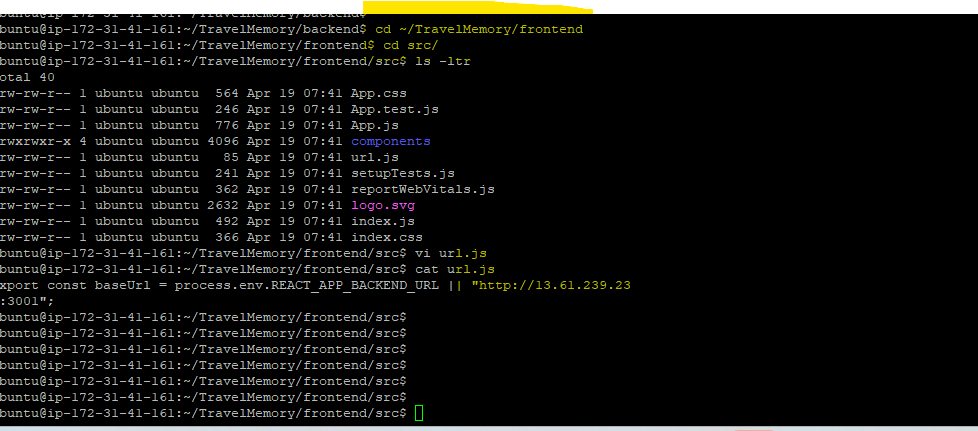 buntu@ip-172-31-41-161:~/TravelMemory/backend$
buntu@ip-172-31-41-161:~/TravelMemory/backend$ cd ~/TravelMemory/frontend
buntu@ip-172-31-41-161:~/TravelMemory/frontend$ cd src/
buntu@ip-172-31-41-161:~/TravelMemory/frontend/src$ ls -ltr
otal 40
rw-rw-r-- 1 ubuntu ubuntu  564 Apr 19 07:41 App.css
rw-rw-r-- 1 ubuntu ubuntu  246 Apr 19 07:41 App.test.js
rw-rw-r-- 1 ubuntu ubuntu  776 Apr 19 07:41 App.js
rwxrwxr-x 4 ubuntu ubuntu 4096 Apr 19 07:41 components
rw-rw-r-- 1 ubuntu ubuntu   85 Apr 19 07:41 url.js
rw-rw-r-- 1 ubuntu ubuntu  241 Apr 19 07:41 setupTests.js
rw-rw-r-- 1 ubuntu ubuntu  362 Apr 19 07:41 reportWebVitals.js
rw-rw-r-- 1 ubuntu ubuntu 2632 Apr 19 07:41 logo.svg
rw-rw-r-- 1 ubuntu ubuntu  492 Apr 19 07:41 index.js
rw-rw-r-- 1 ubuntu ubuntu  366 Apr 19 07:41 index.css
buntu@ip-172-31-41-161:~/TravelMemory/frontend/src$ vi url.js
buntu@ip-172-31-41-161:~/TravelMemory/frontend/src$ cat url.js
xport const baseUrl = process.env.REACT_APP_BACKEND_URL || "http://13.61.239.23
:3001";
buntu@ip-172-31-41-161:~/TravelMemory/frontend/src$
buntu@ip-172-31-41-161:~/TravelMemory/frontend/src$
buntu@ip-172-31-41-161:~/TravelMemory/frontend/src$
buntu@ip-172-31-41-161:~/TravelMemory/frontend/src$
buntu@ip-172-31-41-161:~/TravelMemory/frontend/src$
buntu@ip-172-31-41-161:~/TravelMemory/frontend/src$
buntu@ip-172-31-41-161:~/TravelMemory/frontend/src$